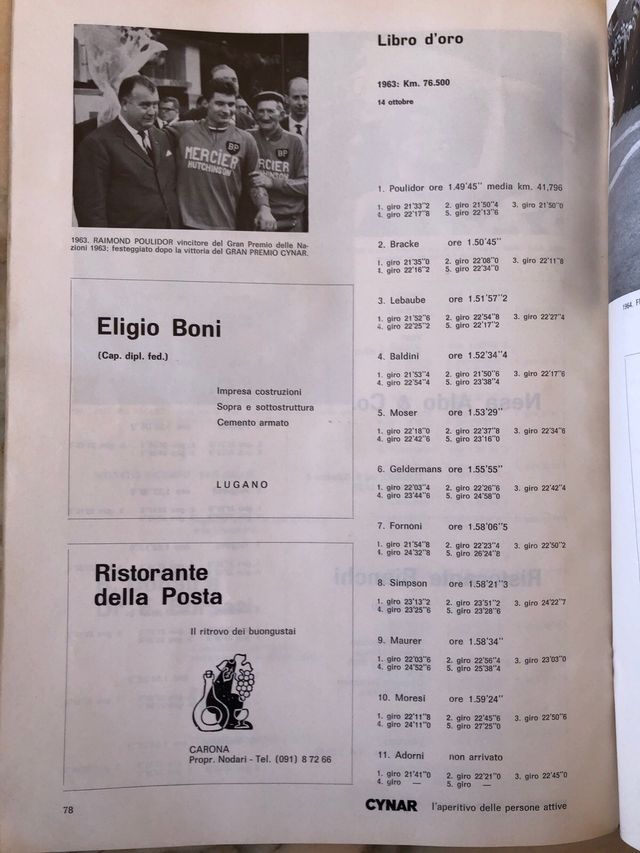 BP
BP
MERCIER
HUTCHINSON
ERCIER
HUTCHINSON
1963. RAIMOND POULIDOR vincitore del Gran Premio delle Na-
zioni 1963: festeggiato dopo la vittoria del GRAN PREMIO CYNAR.
Eligio Boni
(Cap. dipl. fed.)
Impresa costruzioni
Sopra e sottostruttura
Cemento armato
LUGANO
Ristorante
della Posta
Il ritrovo dei buongustai
CARONA
Propr. Nodari - Tel. (091) 8 72 66
78
Libro d'oro
1963: Km. 76.500
14 ottobre
1. Poulidor ore 1.49'45" media km. 41,796
1. giro 21'33"2 2. giro 21'50"4 3. giro 21'50"0
4. giro 22'17"8 5. giro 22'13"6
2. Bracke ore 1.50'45"
1. giro 21'35"0 2. giro 22'08"0 3. giro 22'11"8
4. giro 22'16"2 5. giro 22'34"0
3. Lebaube ore 1.51'57"2
1. giro 21'52"6 2. giro 22'54"8 3. giro 22'27"4
4. giro 22'25"2 5. giro 22'17"2
4. Baldini ore 1.52'34"4
1. giro 21'53"4 2. giro 21'50"6 3. giro 22'17"6
4. giro 22'54"4 5. giro 23'38"4
5. Moser ore 1.53'29"
1. giro 22'18"0 2. giro 22'37"8 3. giro 22'34"6
4. giro 22'42"6 5. giro 23'16"0
6. Geldermans ore 1.55'55"
1. giro 22'03"4 2. giro 22'26"6 3. giro 22'42"4
4. giro 23'44"6 5. giro 24'58"0
7. Fornoni ore 1.58'06"5
1. giro 21'54"8 2. giro 22'23"4 3. giro 22'50"2
4. giro 24'32"8 5. giro 26'24"8
8. Simpson ore 1.58'21"3
1. giro 23'13"2 2. giro 23'51"2 3. giro 24'22"7
4. giro 23'25"6 5. giro 23'28"6
9. Maurer ore 1.58'34"
1. giro 22'03"6 2. giro 22'56"4 3. giro 23'03"0
4. giro 24'52"6 5. giro 25'38"4
10. Moresi ore 1.59'24"
1. giro 22'11"8 2. giro 22'45"6 3. giro 22'50"6
4. giro 24'11"0 5. giro 27'25"0
11. Adorni non arrivato
1. giro 21'41"0 2. giro 22'21"0 3. giro 22'45"0
4. giro — 5. giro —
CYNAR l'aperitivo delle persone attive
1964.